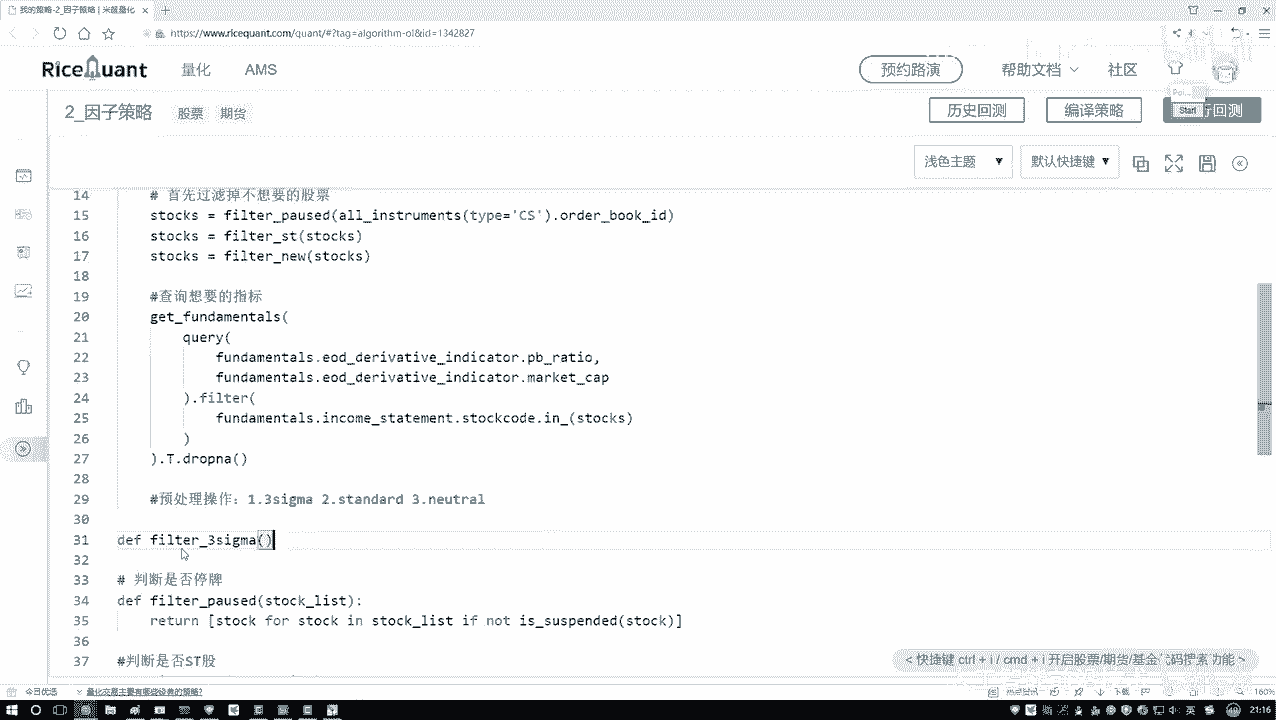 我的策略-2_因子策略 | 米筐量化
https://www.ricequant.com/quant/#?tag=algorithm-ol&id=1342827
RiceQuant 量化 AMS 预约路演 帮助文档 社区
2_因子策略 股票 期货 历史回测 编译策略 行回测
Start
浅色主题 默认快捷键
14 # 首先过滤掉不想要的股票
15 stocks = filter_paused(all_instruments(type='CS').order_book_id)
16 stocks = filter_st(stocks)
17 stocks = filter_new(stocks)
18
19 #查询想要的指标
20 get_fundamentals(
21 query(
22 fundamentals.eod_derivative_indicator.pb_ratio,
23 fundamentals.eod_derivative_indicator.market_cap
24 ).filter(
25 fundamentals.income_statement.stockcode.in_(stocks)
26 )
27 ).T.dropna()
28
29 #预处理操作：1.3sigma 2.standard 3.neutral
30
31 def filter_3sigma()
32
33 # 判断是否停牌
34 def filter_paused(stock_list):
35 return [stock for stock in stock_list if not is_suspended(stock)]
36
37 #判断是否ST股
< 快捷键 ctrl + i / cmd + i 开启股票/期货/基金
今日优选 量化交易主要有哪些经典的策略?
160%
英 21:16